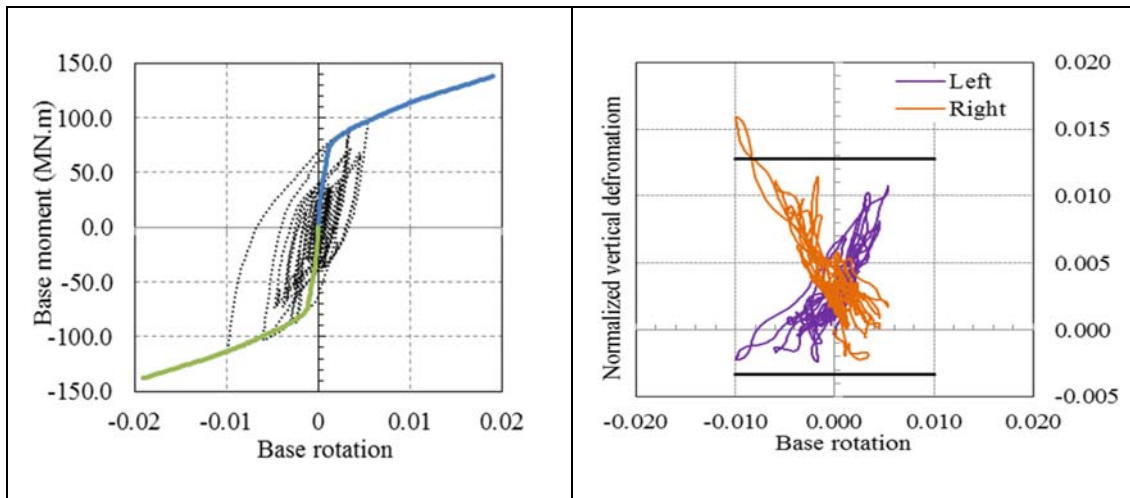 150.0
100.0
50.0
0.0
-50.0
-100.0
-150.0
-0.02 -0.01 0 0.01 0.02
Base moment (MN.m)
Base rotation
0.020
0.015
0.010
0.005
0.000
-0.005
-0.020 -0.010 0.000 0.010 0.020
Normalized vertical defromatiom
Base rotation
Left
Right